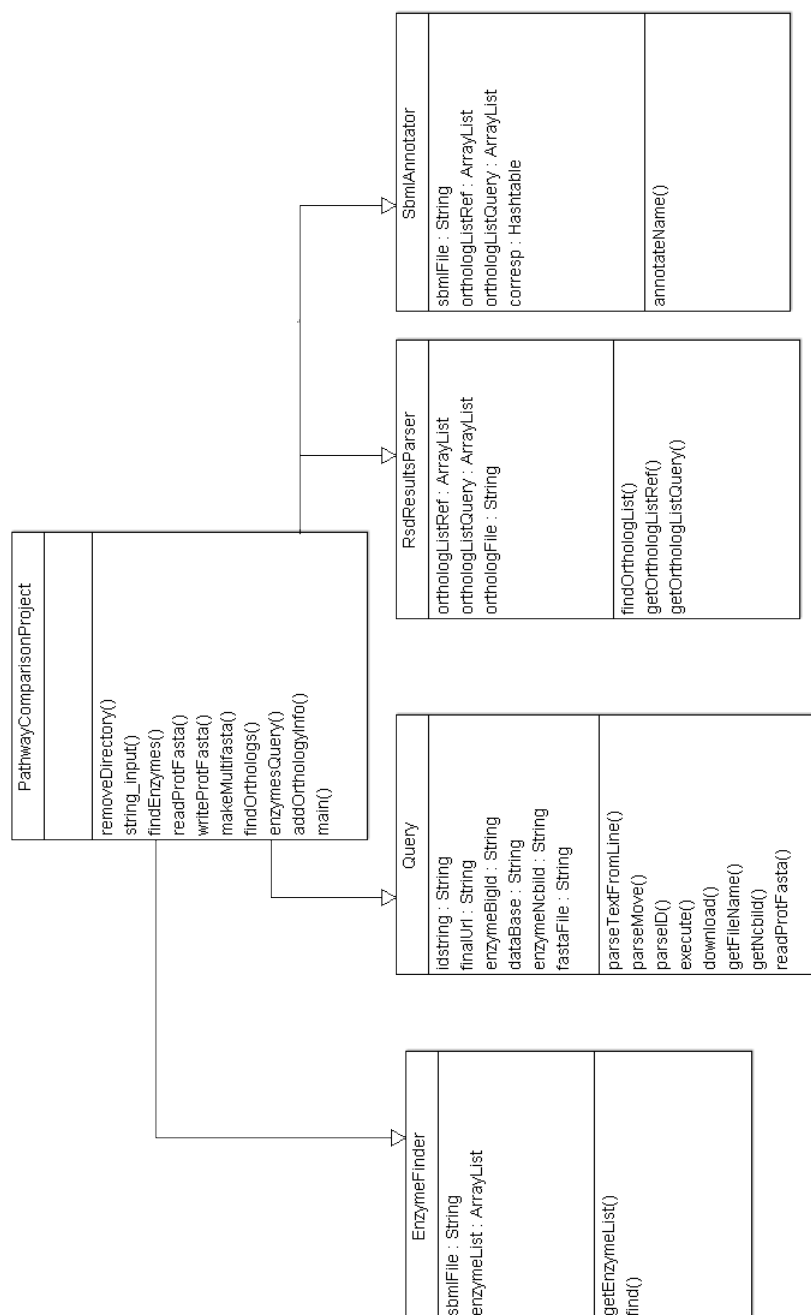 PathwayComparisonProject
removeDirectory()
string_input()
findEnzymes()
readProtFasta()
writeProtFasta()
makeMultifasta()
findOrthologs()
enzymesQuery()
addOrthologyInfo()
main()
EnzymeFinder
sbmlFile : String
enzymeList : ArrayList
getEnzymeList()
find()
Query
idstring : String
finalUrl : String
enzymeBigId : String
dataBase : String
enzymeNcbiId : String
fastaFile : String
parseTextFromLine()
parseMove()
parseID()
execute()
download()
getFileName()
getNcbiId()
readProtFasta()
RsdResultsParser
orthologListRef : ArrayList
orthologListQuery : ArrayList
orthologFile : String
findOrthologList()
getOrthologListRef()
getOrthologListQuery()
SbmlAnnotator
sbmlFile : String
orthologListRef : ArrayList
orthologListQuery : ArrayList
corresp : Hashtable
annotateName()